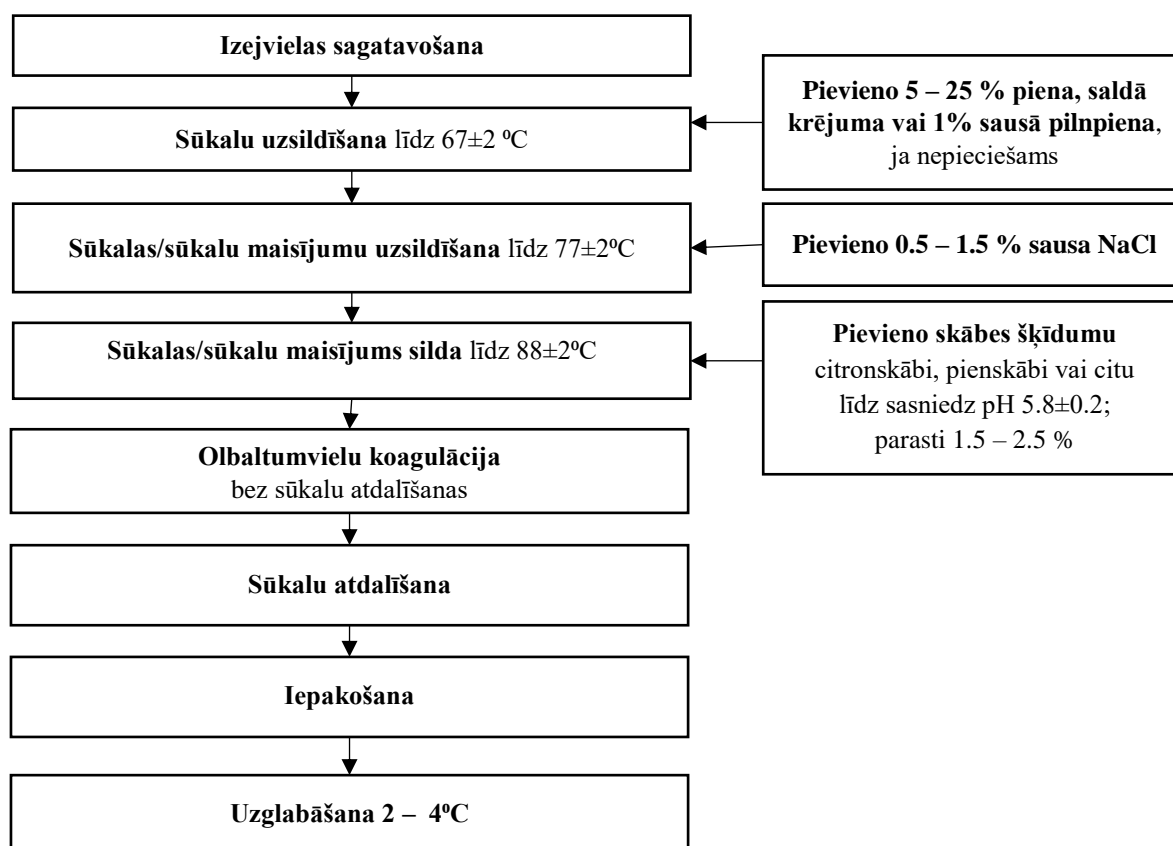 Izejvielas sagatavošana
Pievieno 5 – 25 % piena, saldā
krējuma vai 1% sausā pilnpiena,
ja nepieciešams
Sūkalu uzsildīšana līdz 67±2 ºC
Sūkalas/sūkalu maisījumu uzsildīšana līdz 77±2ºC
Pievieno 0.5 – 1.5 % sausa NaCl
Sūkalas/sūkalu maisījums silda līdz 88±2ºC
Pievieno skābes šķīdumu
citronskābi, pienskābi vai citu
līdz sasniedz pH 5.8±0.2;
parasti 1.5 – 2.5 %
Olbaltumvielu koagulācija
bez sūkalu atdalīšanas
Sūkalu atdalīšana
Iepakošana
Uzglabāšana 2 – 4ºC